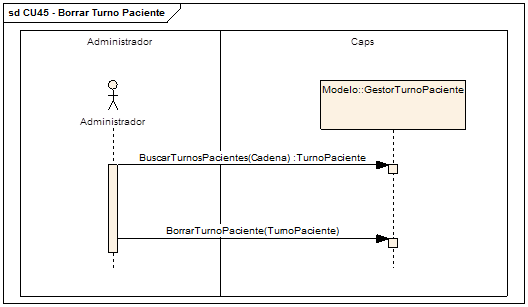 sd CU45 - Borrar Turno Paciente
Administrador
Caps
Modelo::GestorTurnoPaciente
Administrador
BuscarTurnosPacientes(Cadena) :TurnoPaciente
BorrarTurnoPaciente(TurnoPaciente)